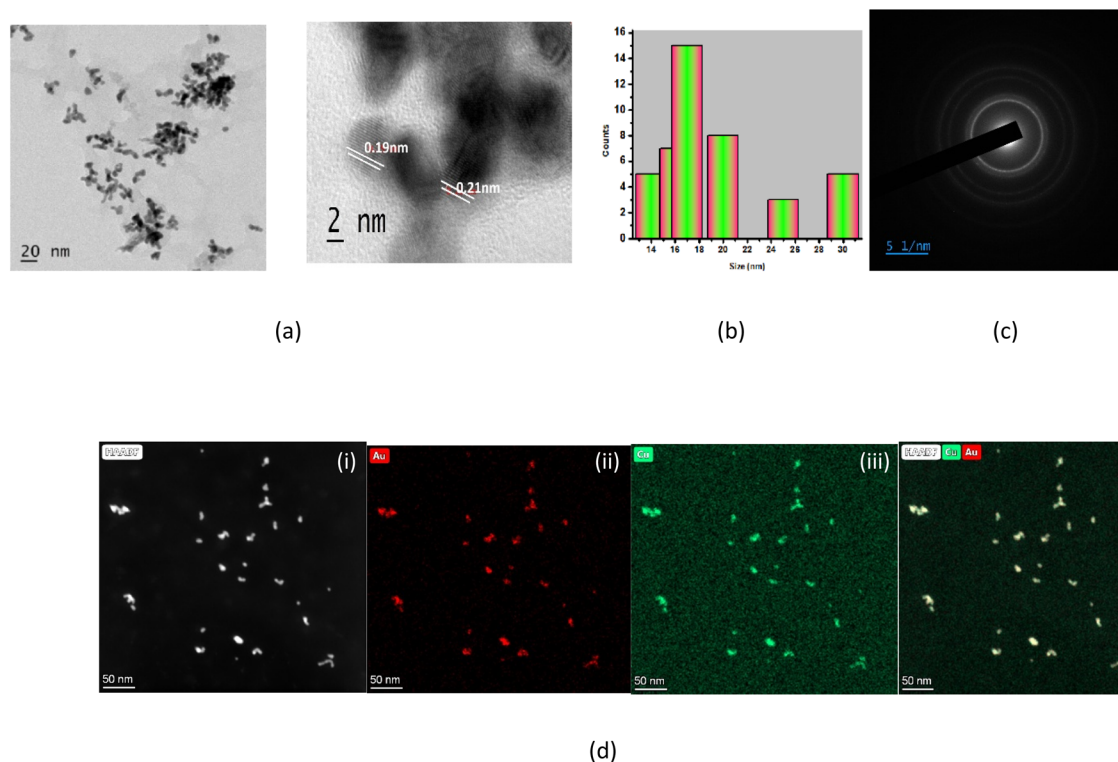 20 nm
0.19nm
0.21nm
2 nm
Counts
16
14
12
10
8
6
4
2
0
14 16 18 20 22 24 26 28 30
Size (nm)
5 1/nm
(a)
(b)
(c)
HAADF
(i)
Au
(ii)
Cu
(iii)
HAADF Cu Au
50 nm
50 nm
50 nm
50 nm
(d)